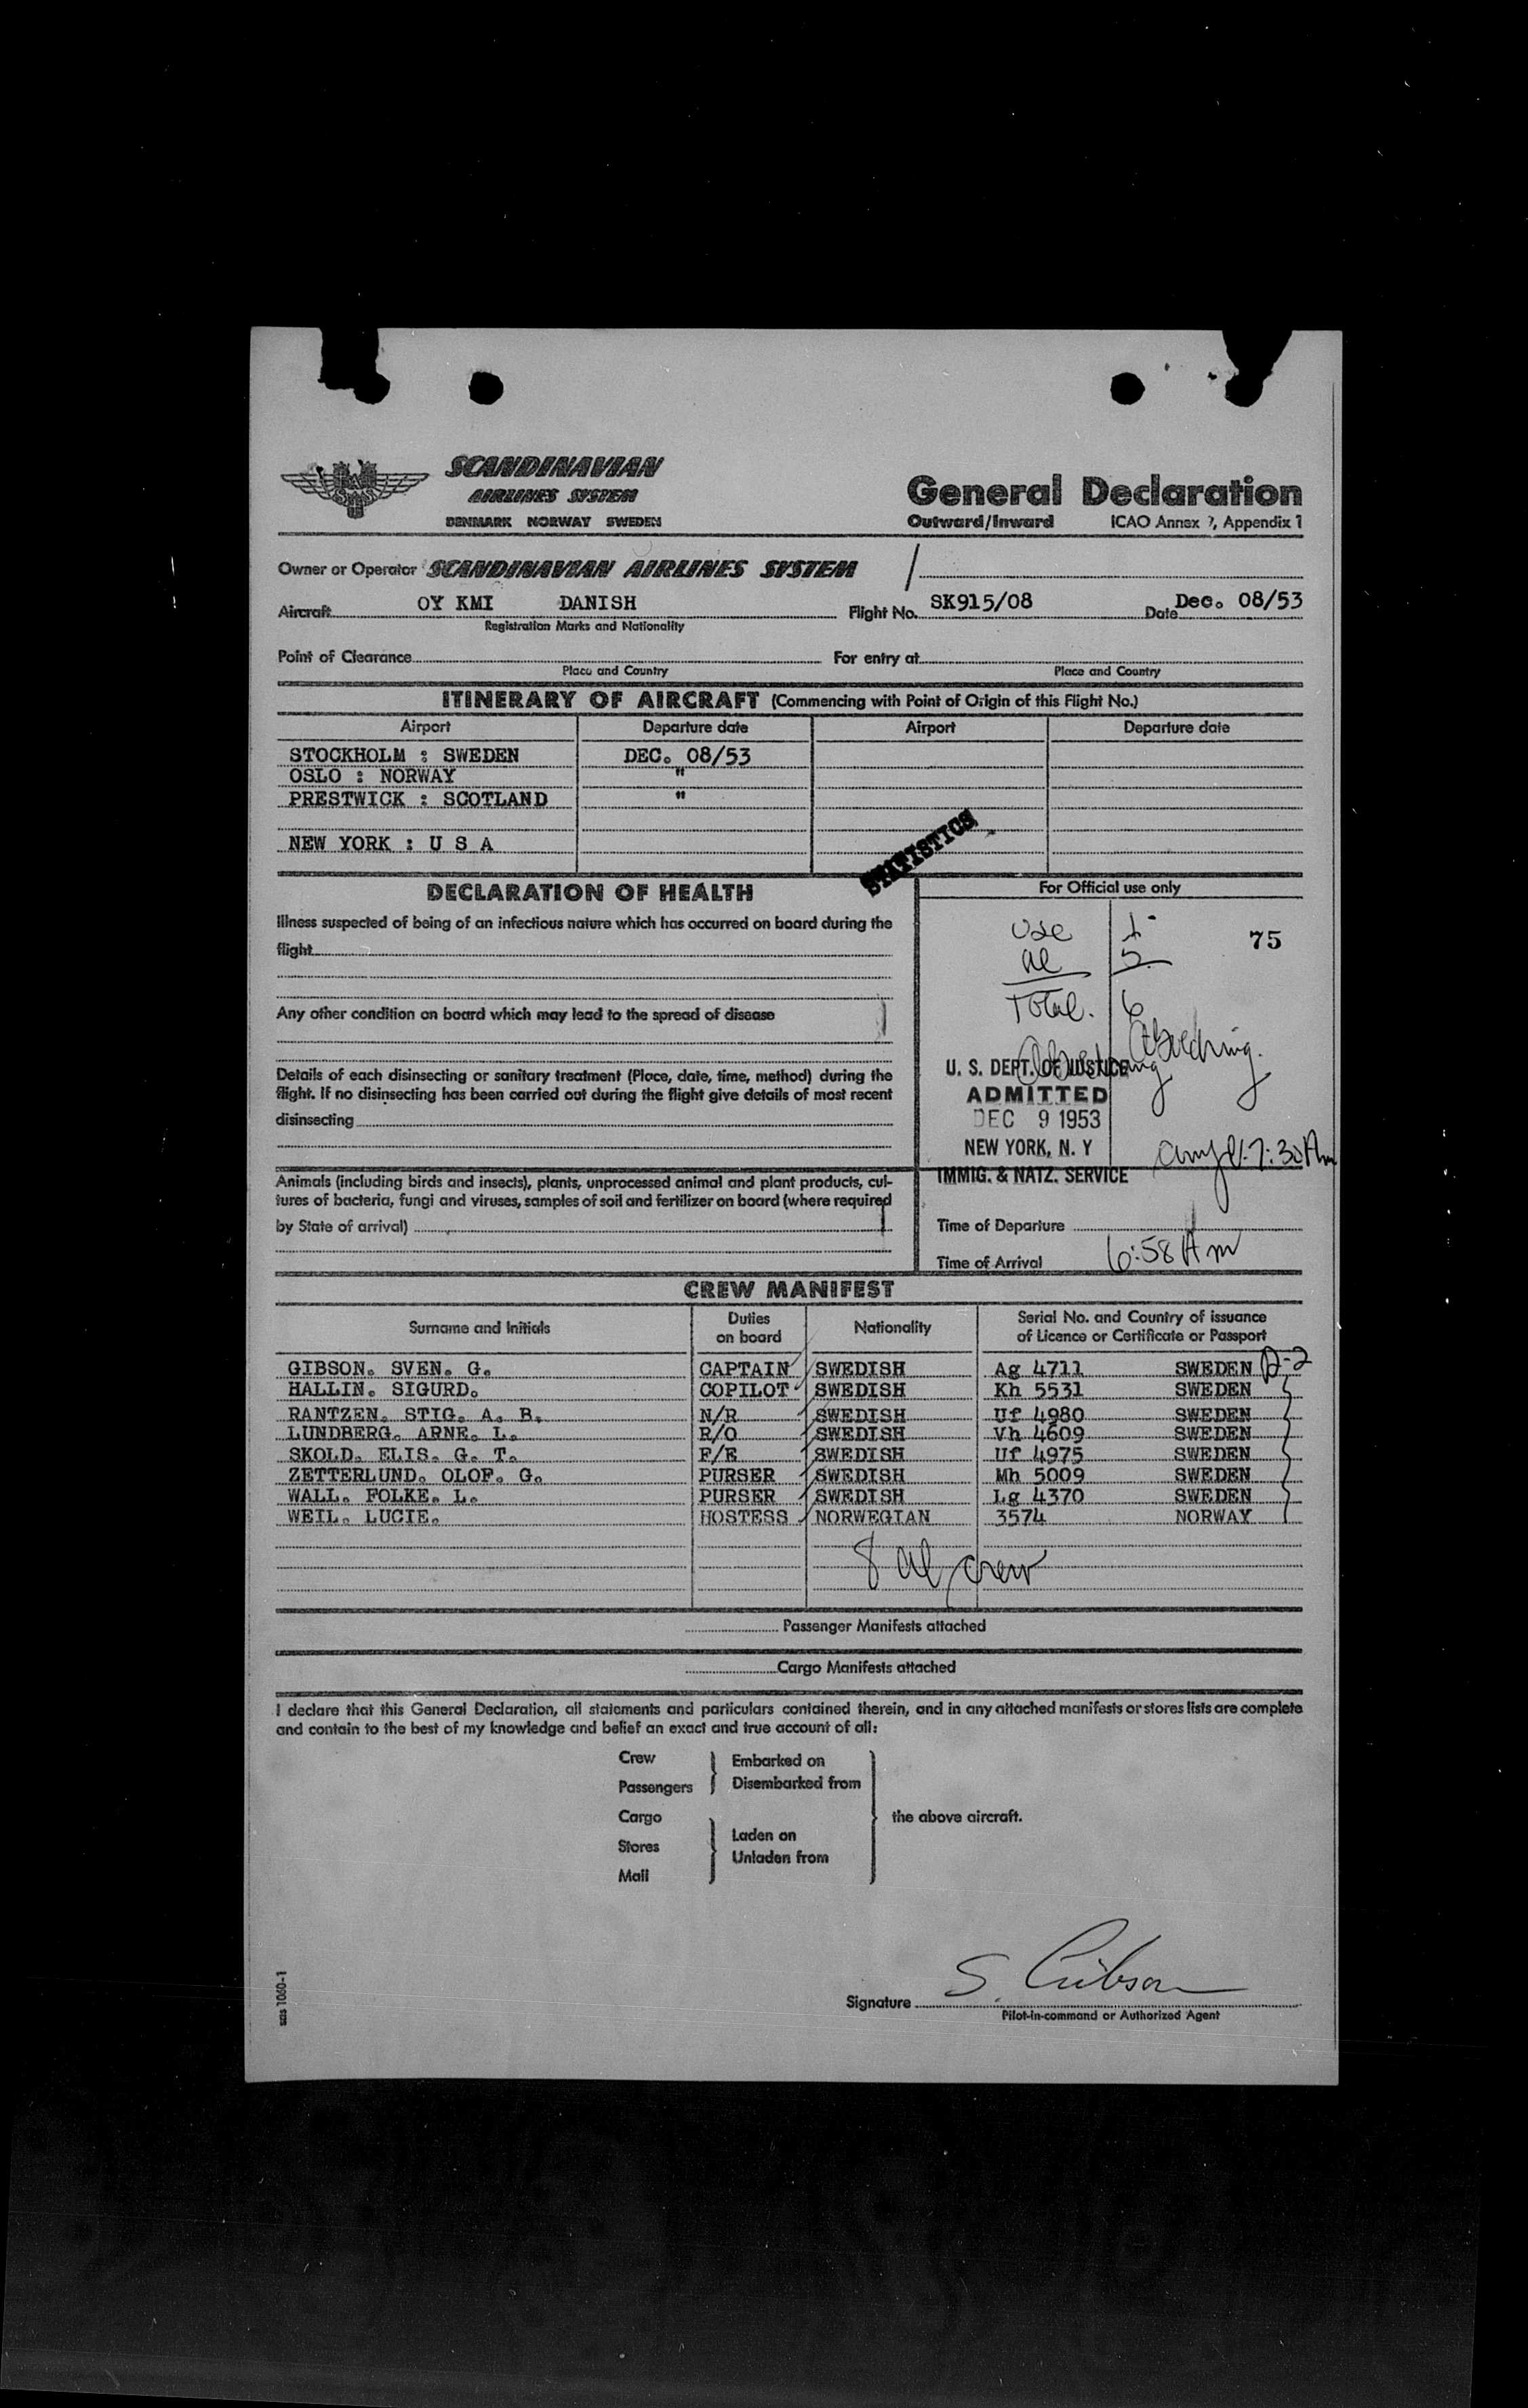 SCANDINAVIAN
AIRLINES SYSTEM
DENMARK NORWAY SWEDEN
General Declaration
Outward/Inward ICAO Annex 9, Appendix 1
Owner or Operator SCANDINAVIAN AIRLINES SYSTEM
Aircraft OY KMI DANISH Flight No. SK915/08 Date Dec. 08/53
Registration Marks and Nationality
Point of Clearance For entry at
Place and Country Place and Country
ITINERARY OF AIRCRAFT (Commencing with Point of Origin of this Flight No.)
Airport Departure date Airport Departure date
STOCKHOLM : SWEDEN DEC. 08/53
OSLO : NORWAY "
PRESTWICK : SCOTLAND "
NEW YORK : U S A
STATISTICS
DECLARATION OF HEALTH
Illness suspected of being of an infectious nature which has occurred on board during the
flight
Any other condition on board which may lead to the spread of disease
Details of each disinsecting or sanitary treatment (Place, date, time, method) during the
flight. If no disinsecting has been carried out during the flight give details of most recent
disinsecting
Animals (including birds and insects), plants, unprocessed animal and plant products, cul-
tures of bacteria, fungi and viruses, samples of soil and fertilizer on board (where required
by State of arrival)
For Official use only
75
al 5
Total. 6
U. S. DEPT. OF JUSTICE
ADMITTED
DEC 9 1953
NEW YORK, N. Y
7:30 Am
IMMIG. & NATZ. SERVICE
Time of Departure
Time of Arrival 6:58 Am
CREW MANIFEST
Surname and Initials Duties on board Nationality Serial No. and Country of issuance of Licence or Certificate or Passport
GIBSON. SVEN. G. CAPTAIN SWEDISH Ag 4711 SWEDEN D-2
HALLIN. SIGURD. COPILOT SWEDISH Kh 5531 SWEDEN
RANTZEN. STIG. A. B. N/R SWEDISH Uf 4980 SWEDEN
LUNDBERG. ARNE. L. R/O SWEDISH Vh 4609 SWEDEN
SKOLD. ELIS. G. T. F/E SWEDISH Uf 4975 SWEDEN
ZETTERLUND. OLOF. G. PURSER SWEDISH Mh 5009 SWEDEN
WALL. FOLKE. L. PURSER SWEDISH Lg 4370 SWEDEN
WEIL. LUCIE. HOSTESS NORWEGIAN 3574 NORWAY
8 al crew
Passenger Manifests attached
Cargo Manifests attached
I declare that this General Declaration, all statements and particulars contained therein, and in any attached manifests or stores lists are complete
and contain to the best of my knowledge and belief an exact and true account of all:
Crew
Passengers
Embarked on
Disembarked from
Cargo
Stores
Mail
Laden on
Unladen from
the above aircraft.
Signature S. Gibson
Pilot-in-command or Authorized Agent
sas 1060-1